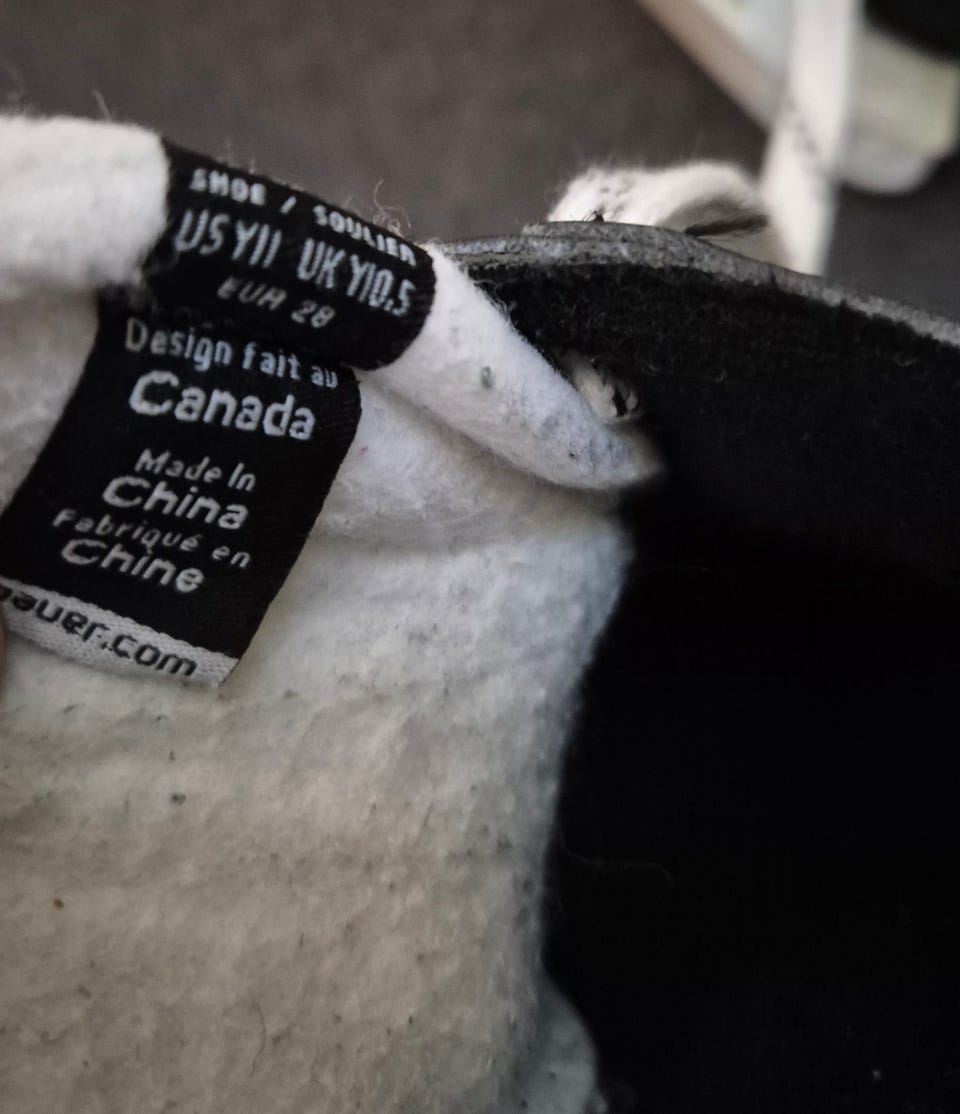 SHOE / SOULIER
US Y11 UK Y10.5
EUR 28
Design fait au
Canada
Made In
China
Fabriqué en
Chine
bauer.com